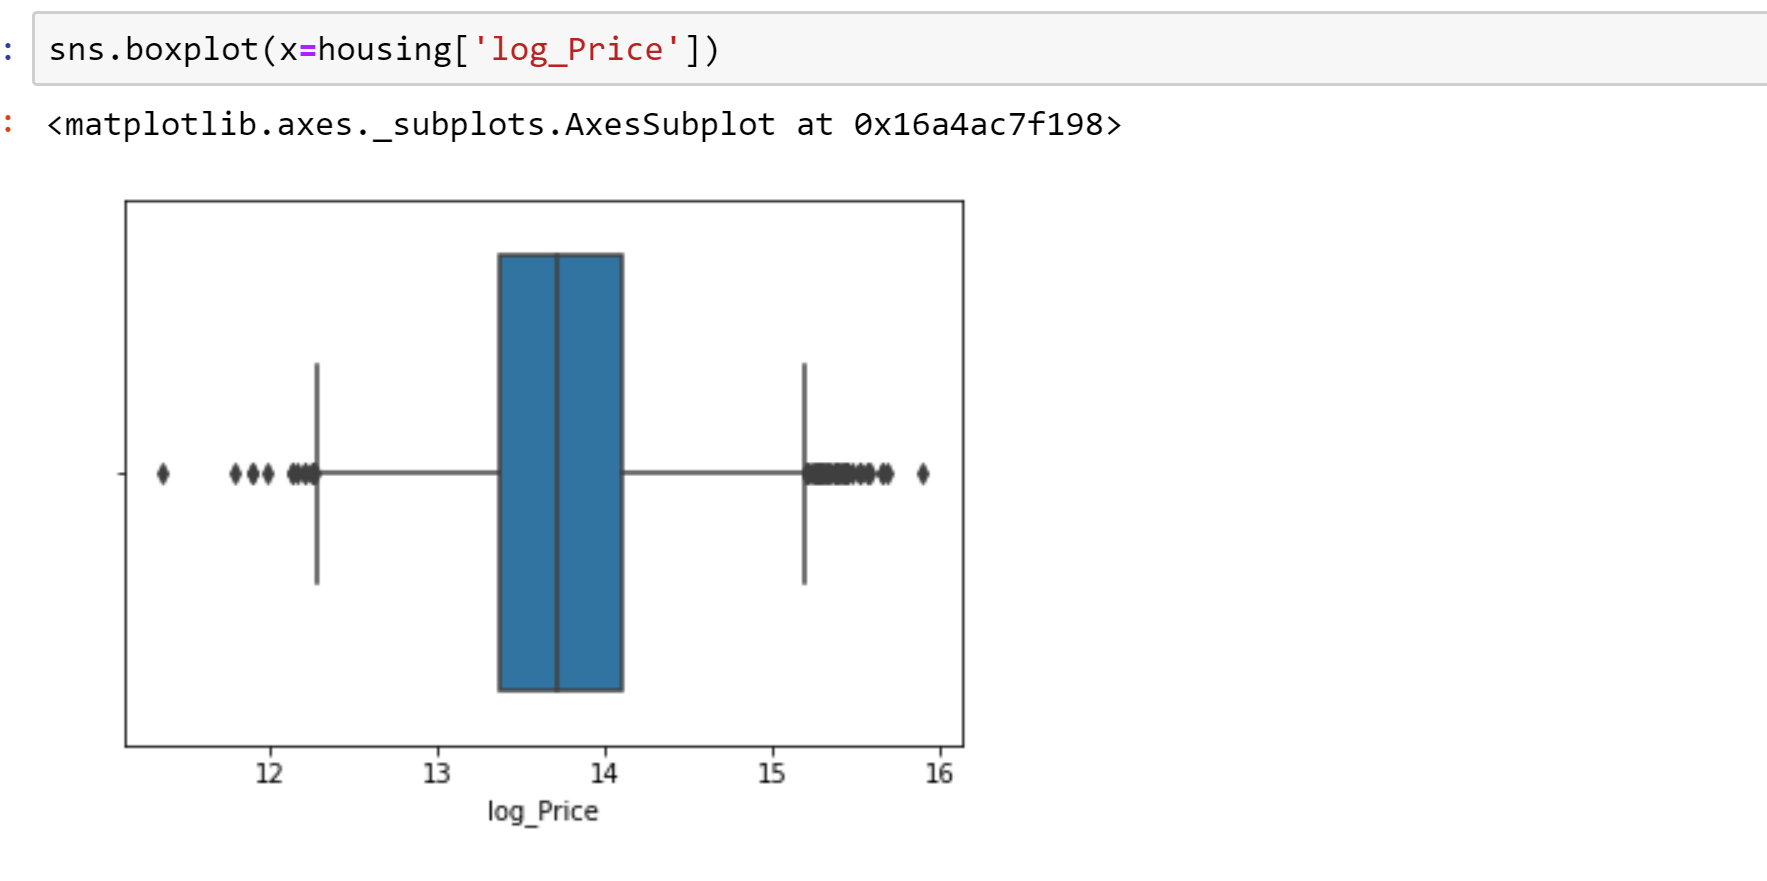 : sns.boxplot(x=housing['log_Price'])
: <matplotlib.axes._subplots.AxesSubplot at 0x16a4ac7f198>
12 13 14 15 16
log_Price